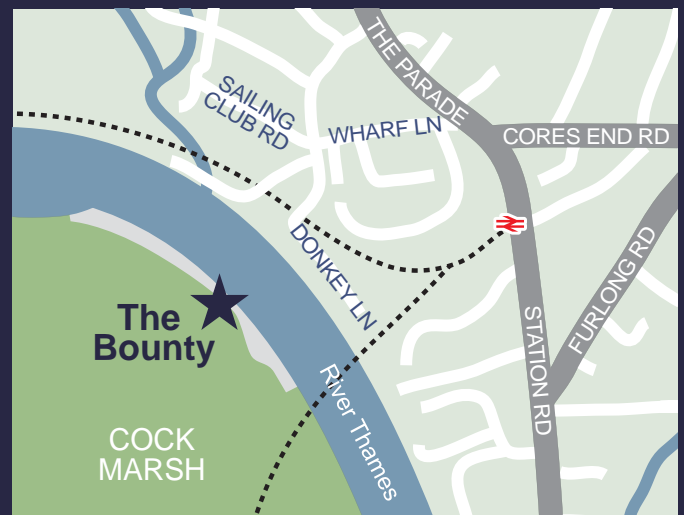 THE PARADE
SAILING
CLUB RD
WHARF LN
CORES END RD
DONKEY LN
FURLONG RD
The
Bounty
STATION RD
River Thames
COCK
MARSH